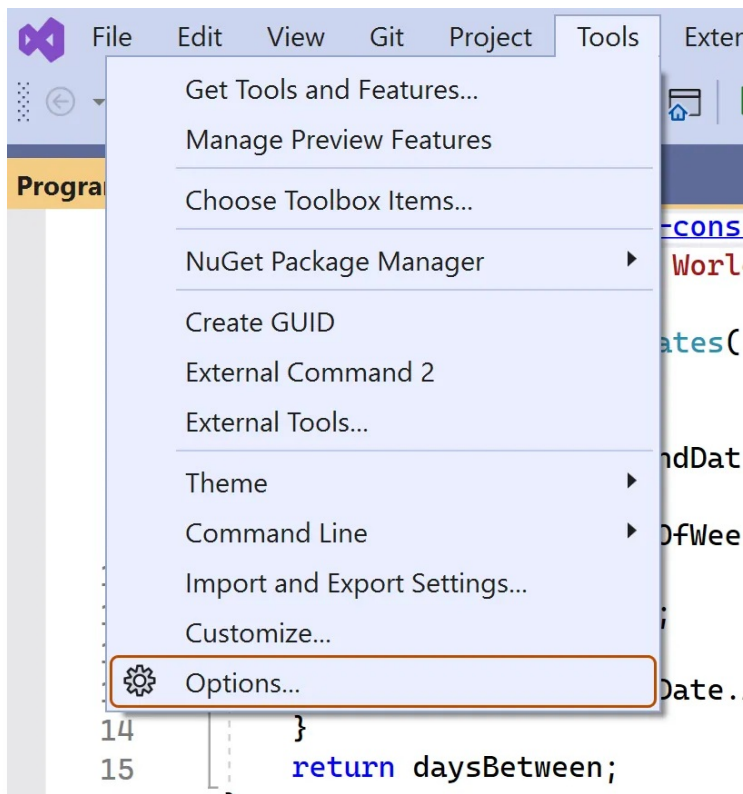 File Edit View Git Project Tools
Get Tools and Features...
Manage Preview Features
Choose Toolbox Items...
NuGet Package Manager
Create GUID
External Command 2
External Tools...
Theme
Command Line
Import and Export Settings...
Customize...
Options...
14 }
15 return daysBetween;